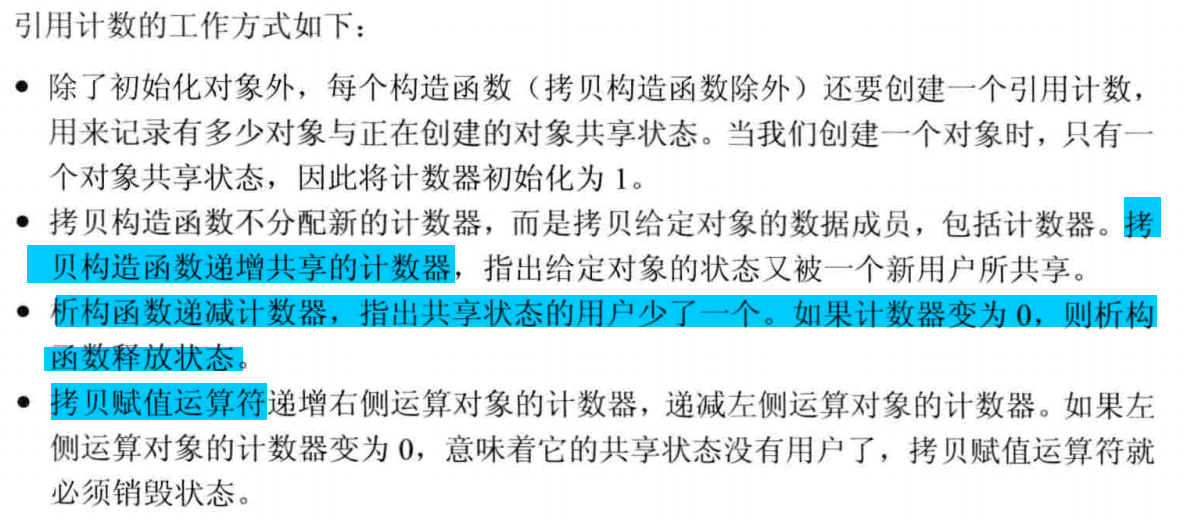 引用计数的工作方式如下：
● 除了初始化对象外，每个构造函数（拷贝构造函数除外）还要创建一个引用计数，
用来记录有多少对象与正在创建的对象共享状态。当我们创建一个对象时，只有一
个对象共享状态，因此将计数器初始化为 1。
● 拷贝构造函数不分配新的计数器，而是拷贝给定对象的数据成员，包括计数器。拷
贝构造函数递增共享的计数器，指出给定对象的状态又被一个新用户所共享。
● 析构函数递减计数器，指出共享状态的用户少了一个。如果计数器变为 0，则析构
函数释放状态。
● 拷贝赋值运算符递增右侧运算对象的计数器，递减左侧运算对象的计数器。如果左
侧运算对象的计数器变为 0，意味着它的共享状态没有用户了，拷贝赋值运算符就
必须销毁状态。